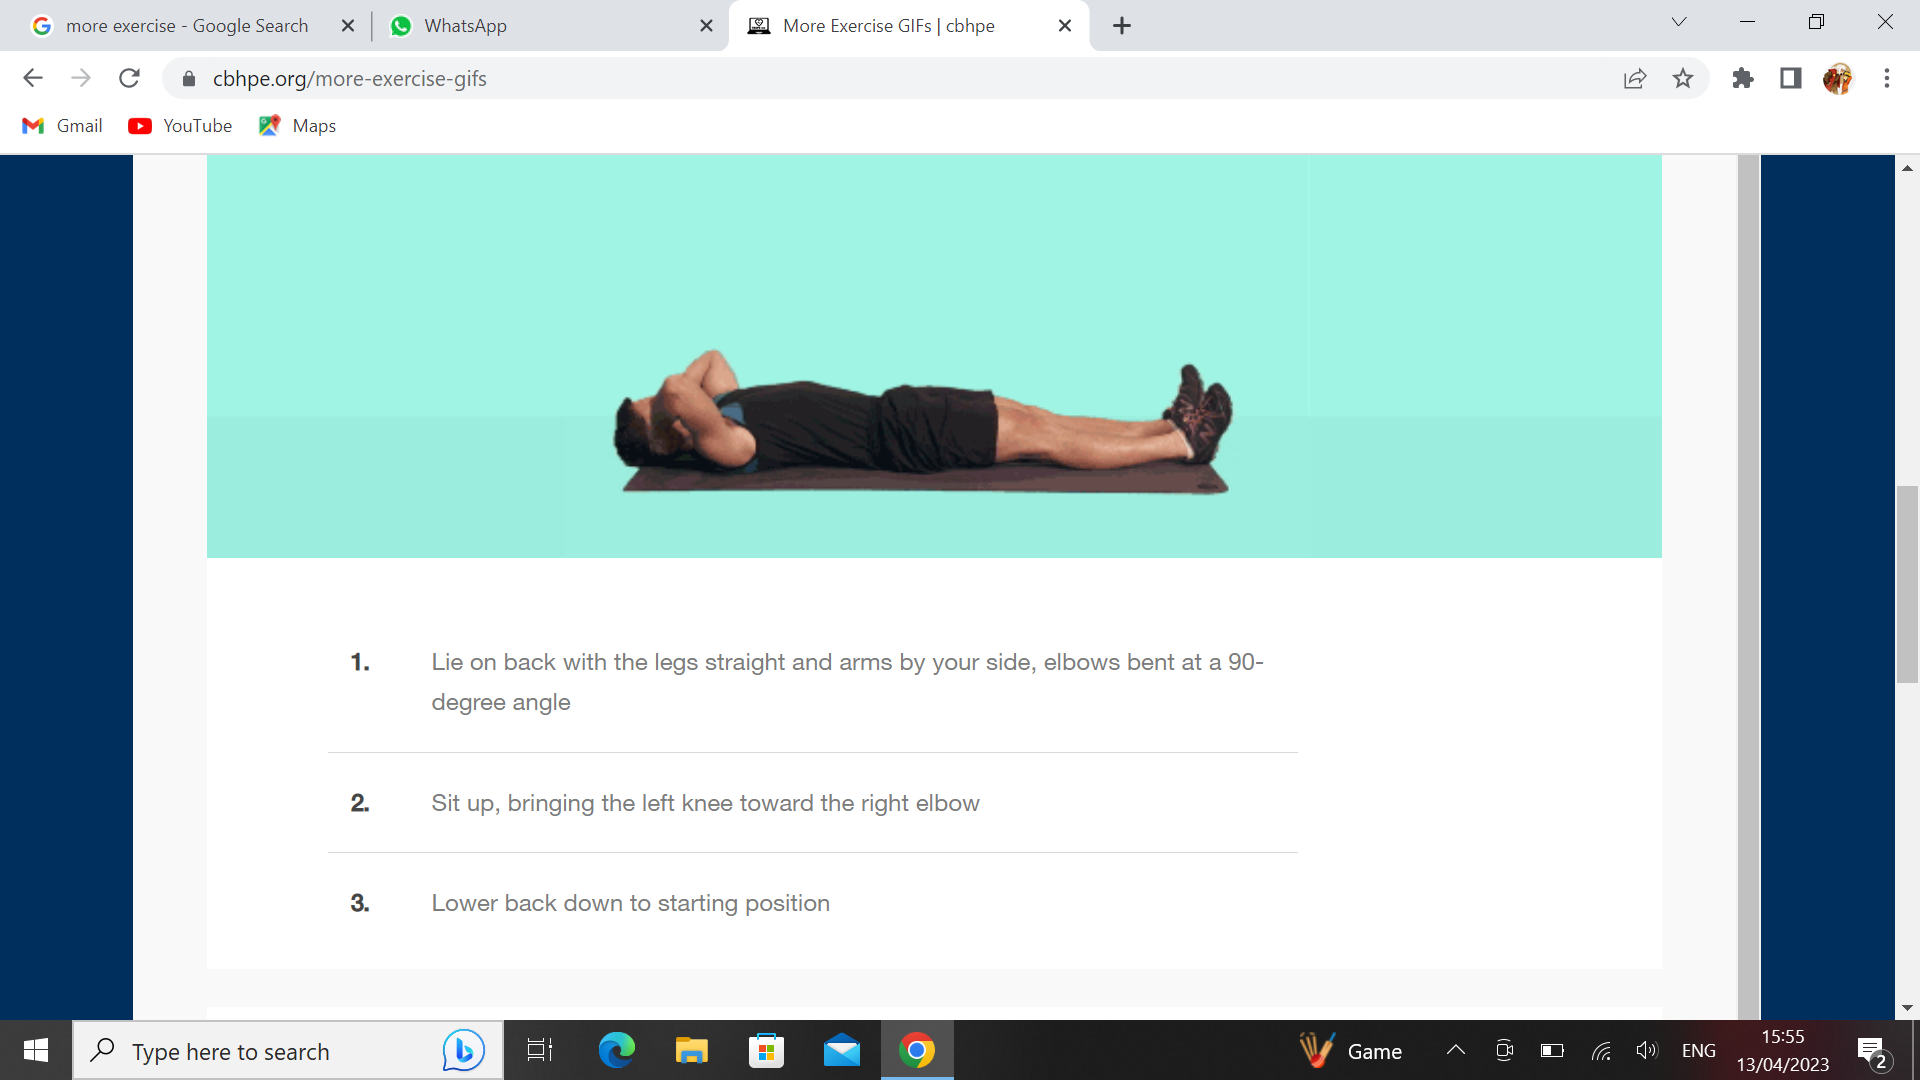 more exercise - Google Search
WhatsApp
More Exercise GIFs | cbhpe
cbhpe.org/more-exercise-gifs
Gmail
YouTube
Maps
1. Lie on back with the legs straight and arms by your side, elbows bent at a 90-
degree angle
2. Sit up, bringing the left knee toward the right elbow
3. Lower back down to starting position
Type here to search
Game
ENG
15:55
13/04/2023
2